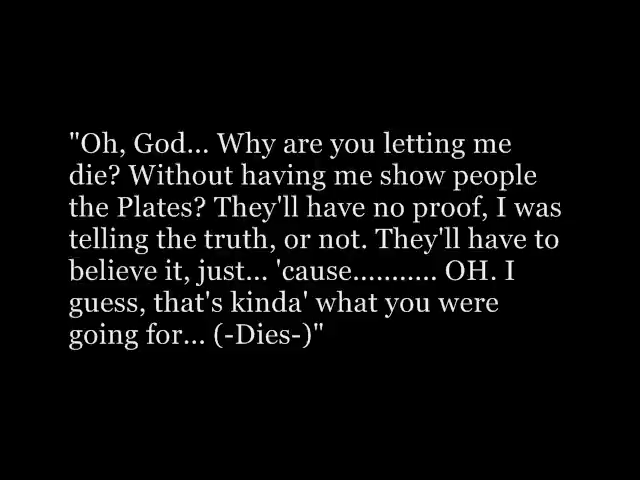 "Oh, God... Why are you letting me
die? Without having me show people
the Plates? They'll have no proof, I was
telling the truth, or not. They'll have to
believe it, just... 'cause........... OH. I
guess, that's kinda' what you were
going for... (-Dies-)"